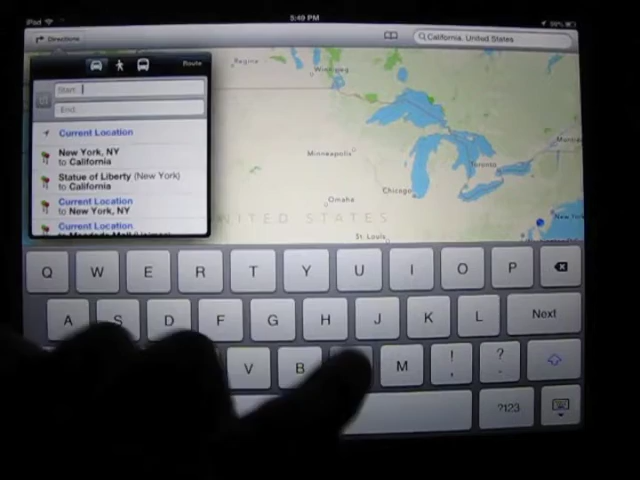 iPad
5:49 PM
Directions
California, United States
Route
Start:
End:
Current Location
New York, NY
to California
Statue of Liberty (New York)
to California
Current Location
to New York, NY
Current Location
Regina
Winnipeg
Minneapolis
Toronto
Chicago
Omaha
UNITED STATES
St. Louis
New York
Q W E R T Y U I O P
A S D F G H J K L Next
V B M ! , ? .
?123